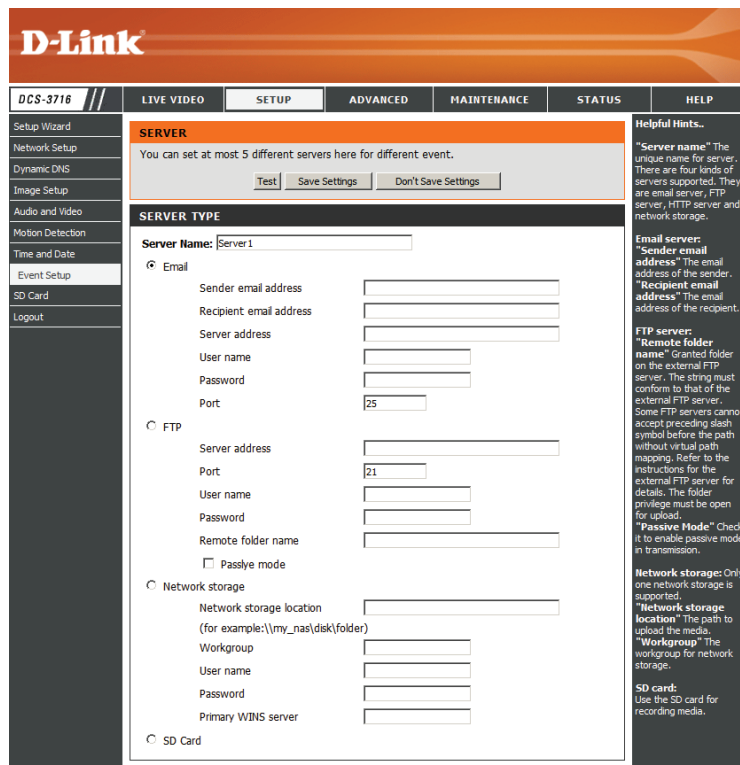 D-Link
DCS-3716
LIVE VIDEO
SETUP
ADVANCED
MAINTENANCE
STATUS
HELP
Setup Wizard
Network Setup
Dynamic DNS
Image Setup
Audio and Video
Motion Detection
Time and Date
Event Setup
SD Card
Logout
SERVER
You can set at most 5 different servers here for different event.
Test
Save Settings
Don't Save Settings
SERVER TYPE
Server Name: Server1
Email
Sender email address
Recipient email address
Server address
User name
Password
Port 25
FTP
Server address
Port 21
User name
Password
Remote folder name
Passlye mode
Network storage
Network storage location
(for example:\\my_nas\disk\folder)
Workgroup
User name
Password
Primary WINS server
SD Card
Helpful Hints..
"Server name" The
unique name for server.
There are four kinds of
servers supported. They
are email server, FTP
server, HTTP server and
network storage.
Email server:
"Sender email
address" The email
address of the sender.
"Recipient email
address" The email
address of the recipient.
FTP server:
"Remote folder
name" Granted folder
on the external FTP
server. The string must
conform to that of the
external FTP server.
Some FTP servers canno
accept preceding slash
symbol before the path
without virtual path
mapping. Refer to the
instructions for the
external FTP server for
details. The folder
privilege must be open
for upload.
"Passive Mode" Check
it to enable passive mode
in transmission.
Network storage: Only
one network storage is
supported.
"Network storage
location" The path to
upload the media.
"Workgroup" The
workgroup for network
storage.
SD card:
Use the SD card for
recording media.